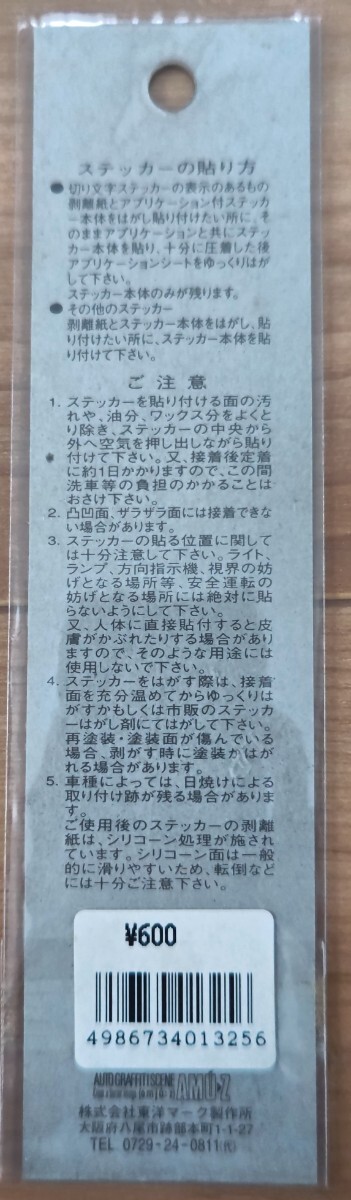 ステッカーの貼り方
●切り文字ステッカーの表示のあるもの
剥離紙とアプリケーション付ステッカ
ー本体をはがし貼り付けたい所に、そ
のままアプリケーションと共にステッ
カー本体を貼り、十分に圧着した後
アプリケーションシートをゆっくりはが
して下さい。
ステッカー本体のみが残ります。
●その他のステッカー
剥離紙とステッカー本体をはがし、貼
り付けたい所に、ステッカー本体を貼
り付けて下さい。
ご注意
1. ステッカーを貼り付ける面の汚
れや、油分、ワックス分をよくと
り除き、ステッカーの中央から
外へ空気を押し出しながら貼り
付けて下さい。又、接着後定着
に約1日かかりますので、この間
洗車等の負担のかかることは
おさけ下さい。
2. 凸凹面、ザラザラ面には接着できな
い場合があります。
3. ステッカーの貼る位置に関して
は十分注意して下さい。ライト、
ランプ、方向指示機、視界の妨
げとなる場所等、安全運転の
妨げとなる場所には絶対に貼
らないようにして下さい。
又、人体に直接貼付すると皮
膚がかぶれたりする場合があり
ますので、そのような用途には
使用しないで下さい。
4. ステッカーをはがす際は、接着
面を充分温めてからゆっくりは
がすかもしくは市販のステッカ
ーはがし剤にてはがして下さい。
再塗装・塗装面が傷んでいる
場合、剥がす時に塗装がはが
れる場合があります。
5. 車種によっては、日焼けによる
取り付け跡が残る場合がありま
す。
ご使用後のステッカーの剥離
紙は、シリコーン処理が施され
ています。シリコーン面は一般
的に滑りやすいため、転倒など
には十分ご注意下さい。
¥600
4986734013256
AUTO GRAFFITI SCENE
AMU·Z
株式会社東洋マーク製作所
大阪府八尾市跡部本町1-1-27
TEL 0729-24-0811(代)